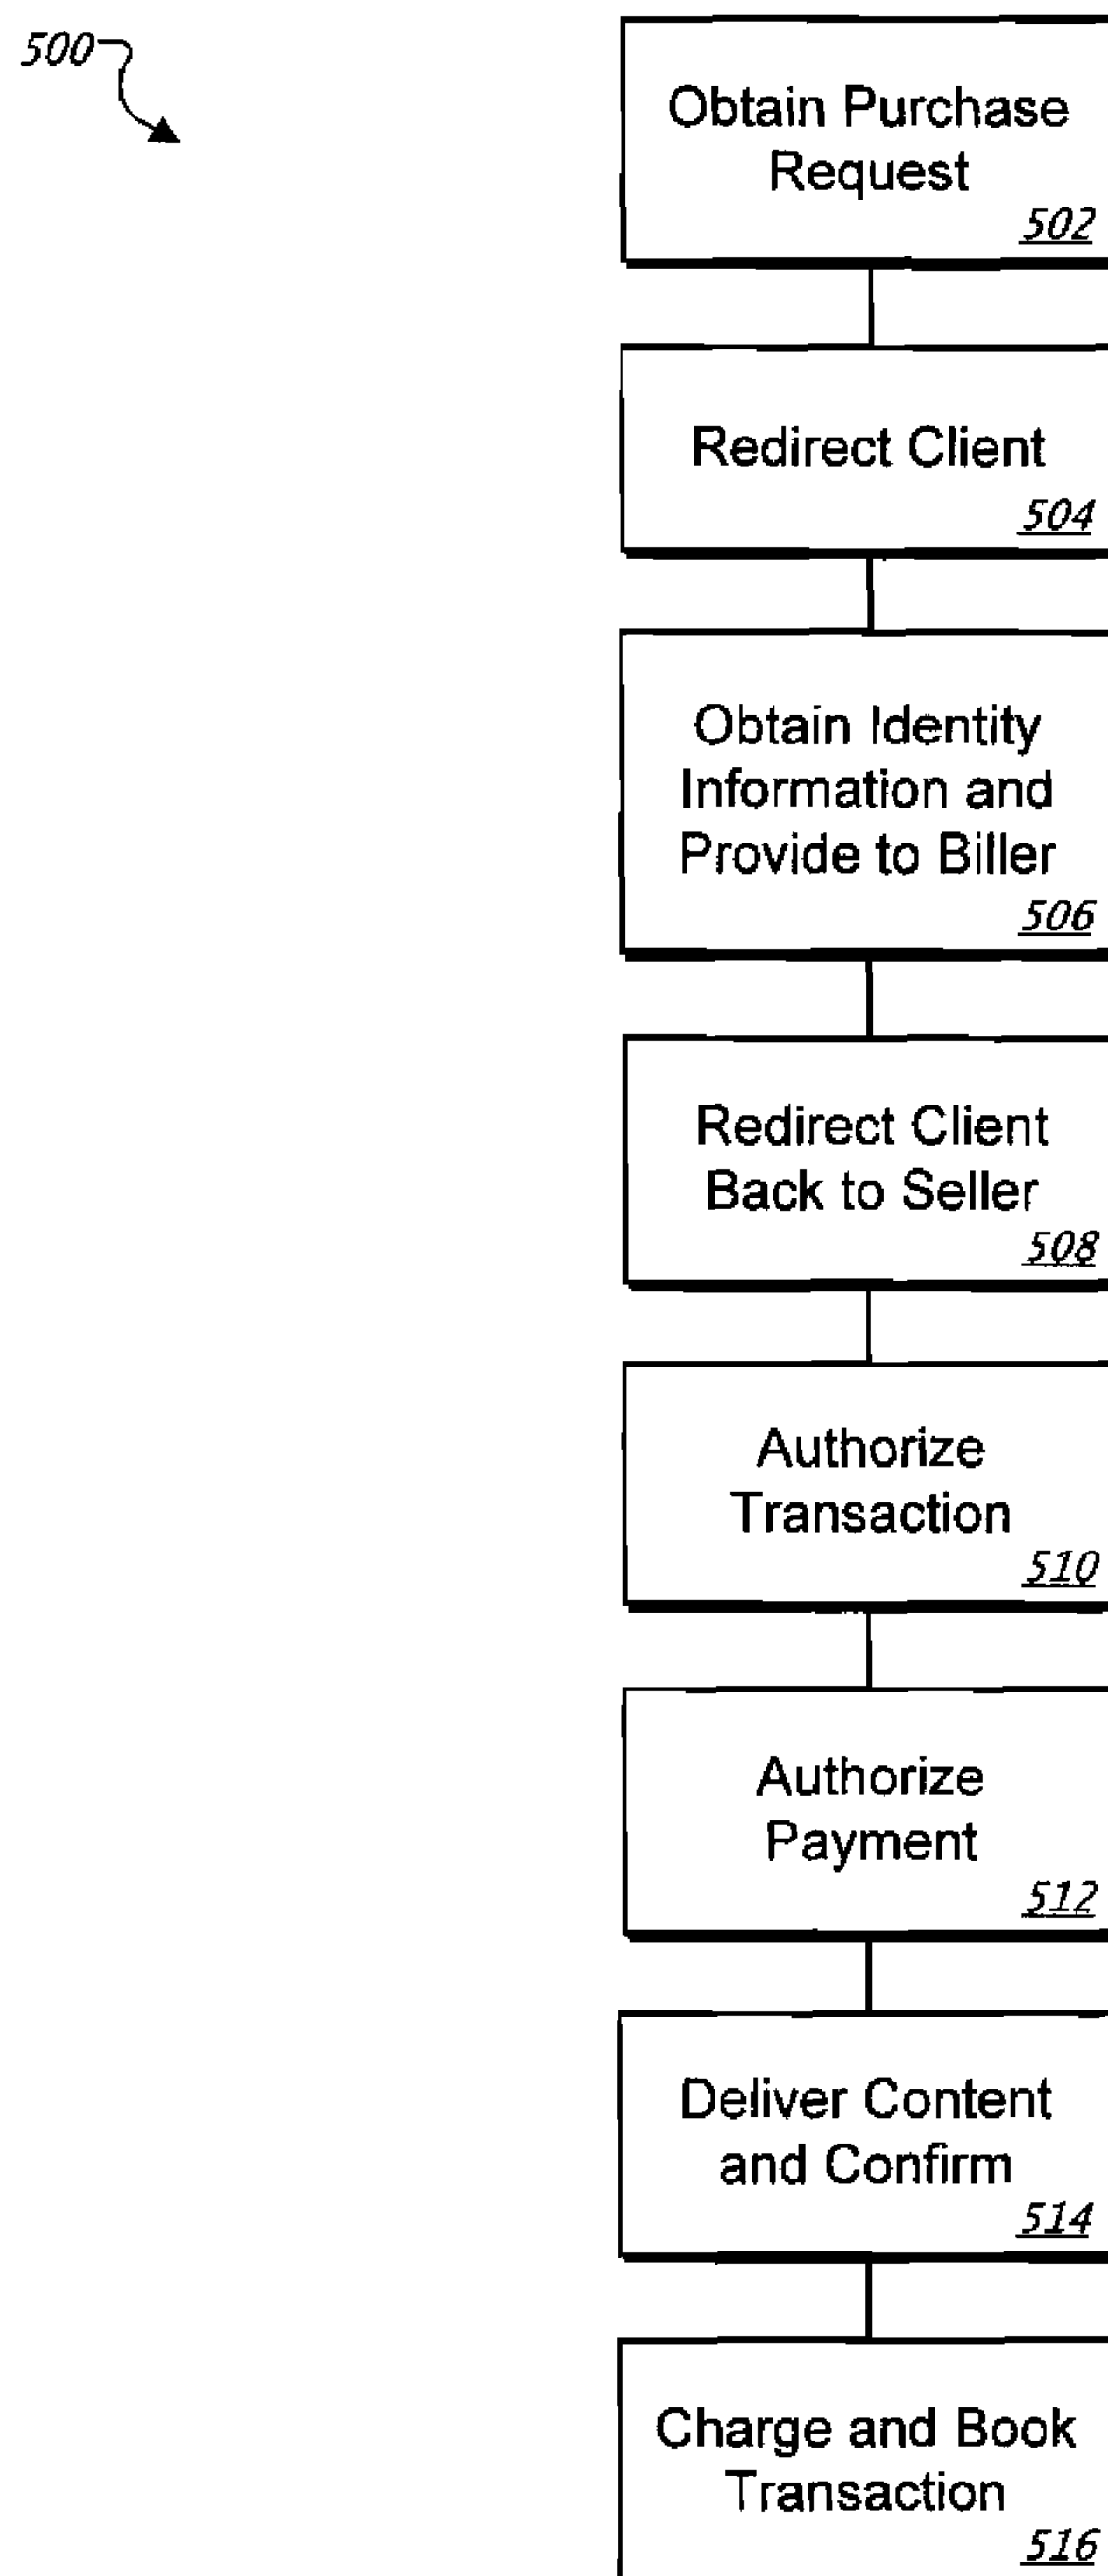 500
Obtain Purchase
Request
502
Redirect Client
504
Obtain Identity
Information and
Provide to Biller
506
Redirect Client
Back to Seller
508
Authorize
Transaction
510
Authorize
Payment
512
Deliver Content
and Confirm
514
Charge and Book
Transaction
516